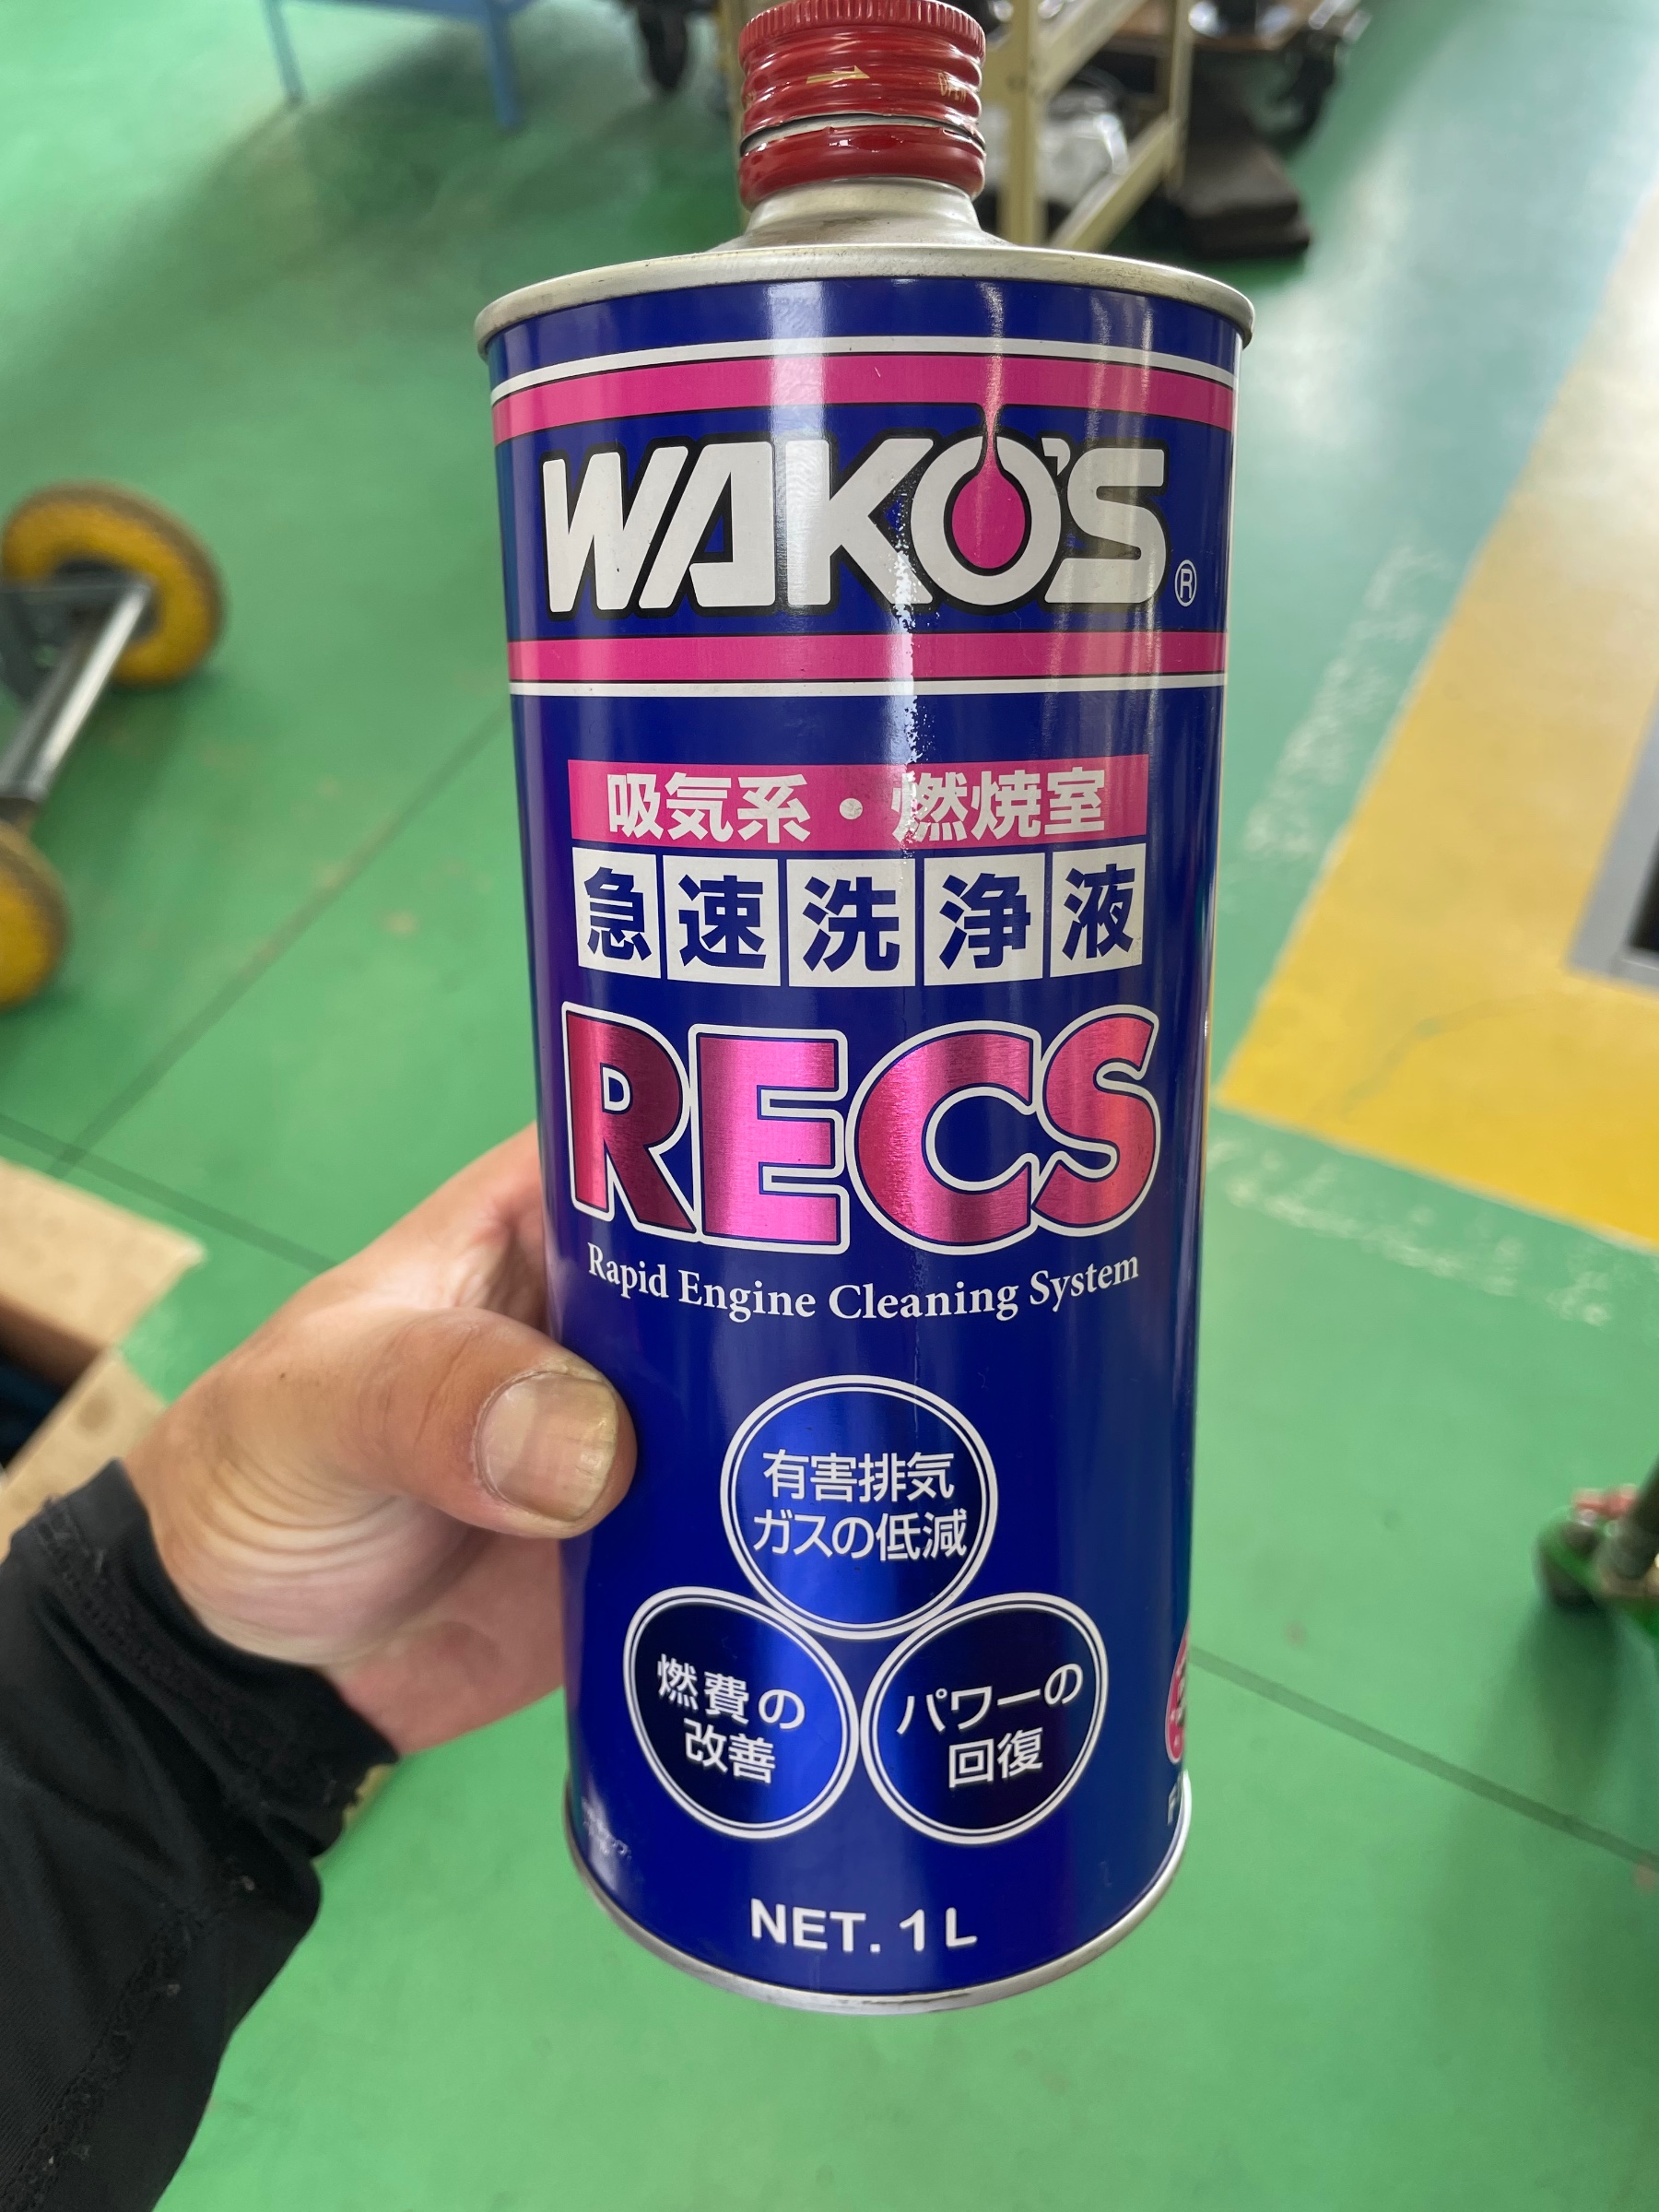 WAKO'S®
吸気系・燃焼室
急速洗浄液
RECS
Rapid Engine Cleaning System
有害排気
ガスの低減
燃費の
改善
パワーの
回復
NET. 1 L